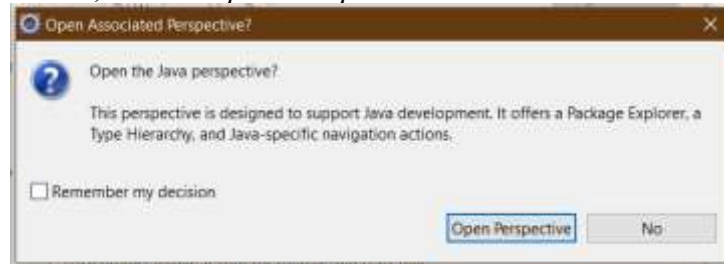 Open Associated Perspective?
Open the Java perspective?
This perspective is designed to support Java development. It offers a Package Explorer, a
Type Hierarchy, and Java-specific navigation actions.
Remember my decision
Open Perspective
No